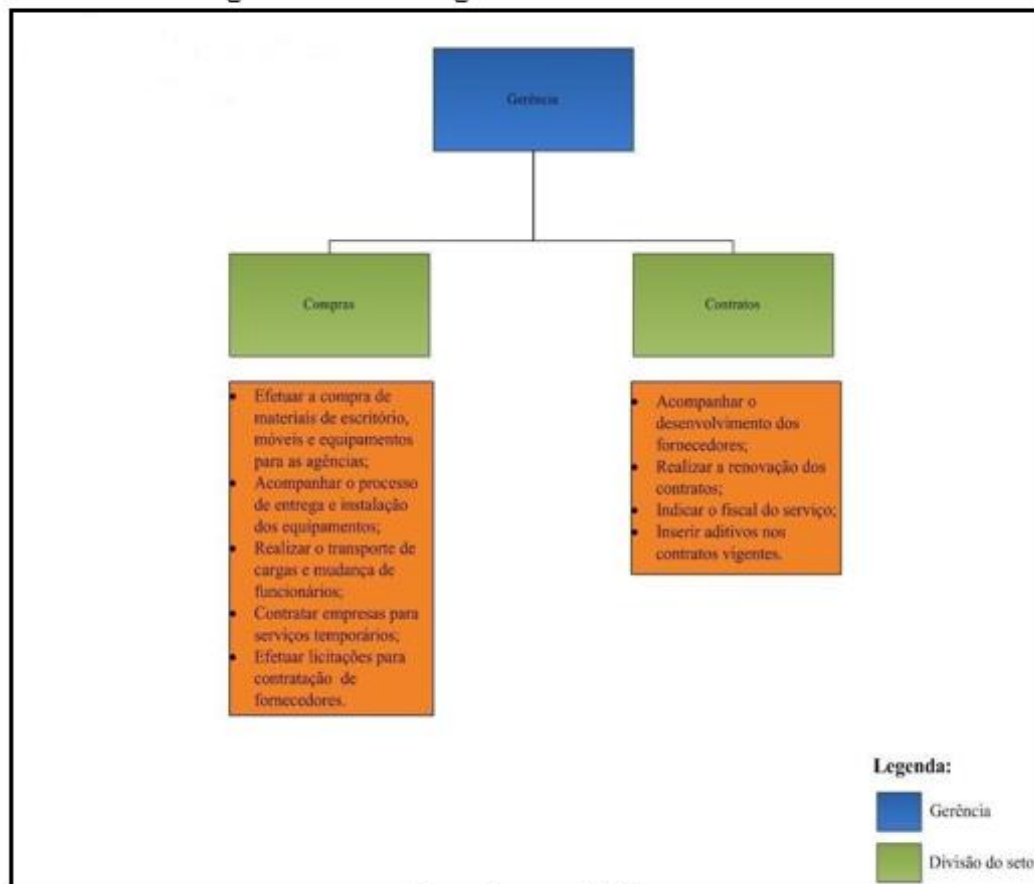 Gerência
Compras
Contratos
• Efetuar a compra de
materiais de escritório,
móveis e equipamentos
para as agências;
• Acompanhar o processo
de entrega e instalação
dos equipamentos;
• Realizar o transporte de
cargas e mudança de
funcionários;
• Contratar empresas para
serviços temporários;
• Efetuar licitações para
contratação de
fornecedores.
• Acompanhar o
desenvolvimento dos
fornecedores;
• Realizar a renovação dos
contratos;
• Indicar o fiscal do serviço;
• Inserir aditivos nos
contratos vigentes.
Legenda:
Gerência
Divisão do seto